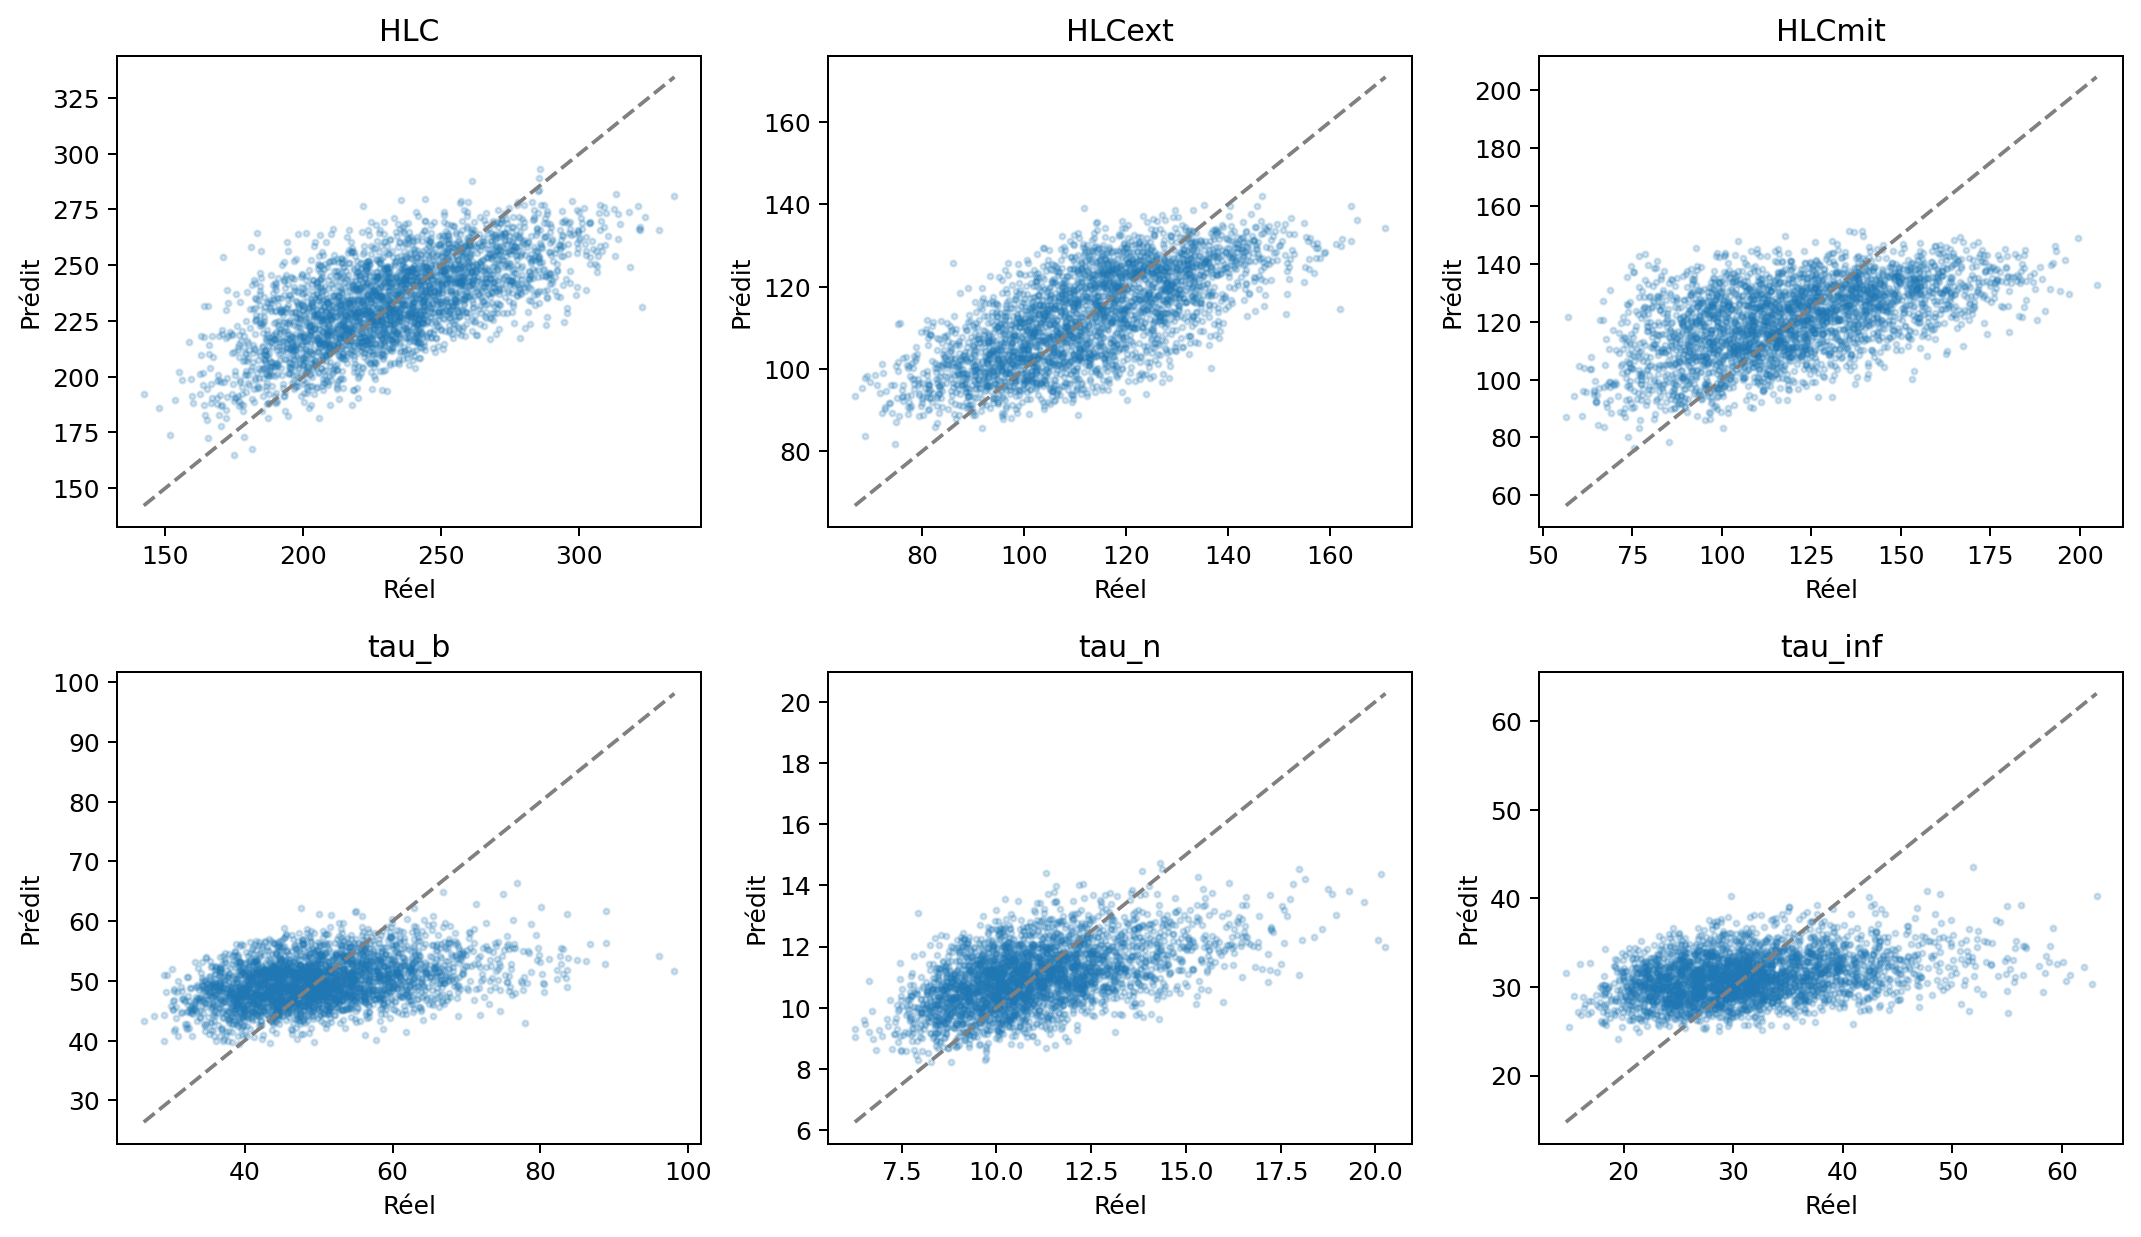 HLC
HLCext
HLCmit
325
300
275
250
225
200
175
150
Prédit
150 200 250 300
Réel
160
140
120
100
80
Prédit
80 100 120 140 160
Réel
200
180
160
140
120
100
80
60
Prédit
50 75 100 125 150 175 200
Réel
tau_b
tau_n
tau_inf
100
90
80
70
60
50
40
30
Prédit
40 60 80 100
Réel
20
18
16
14
12
10
8
6
Prédit
7.5 10.0 12.5 15.0 17.5 20.0
Réel
60
50
40
30
20
Prédit
20 30 40 50 60
Réel